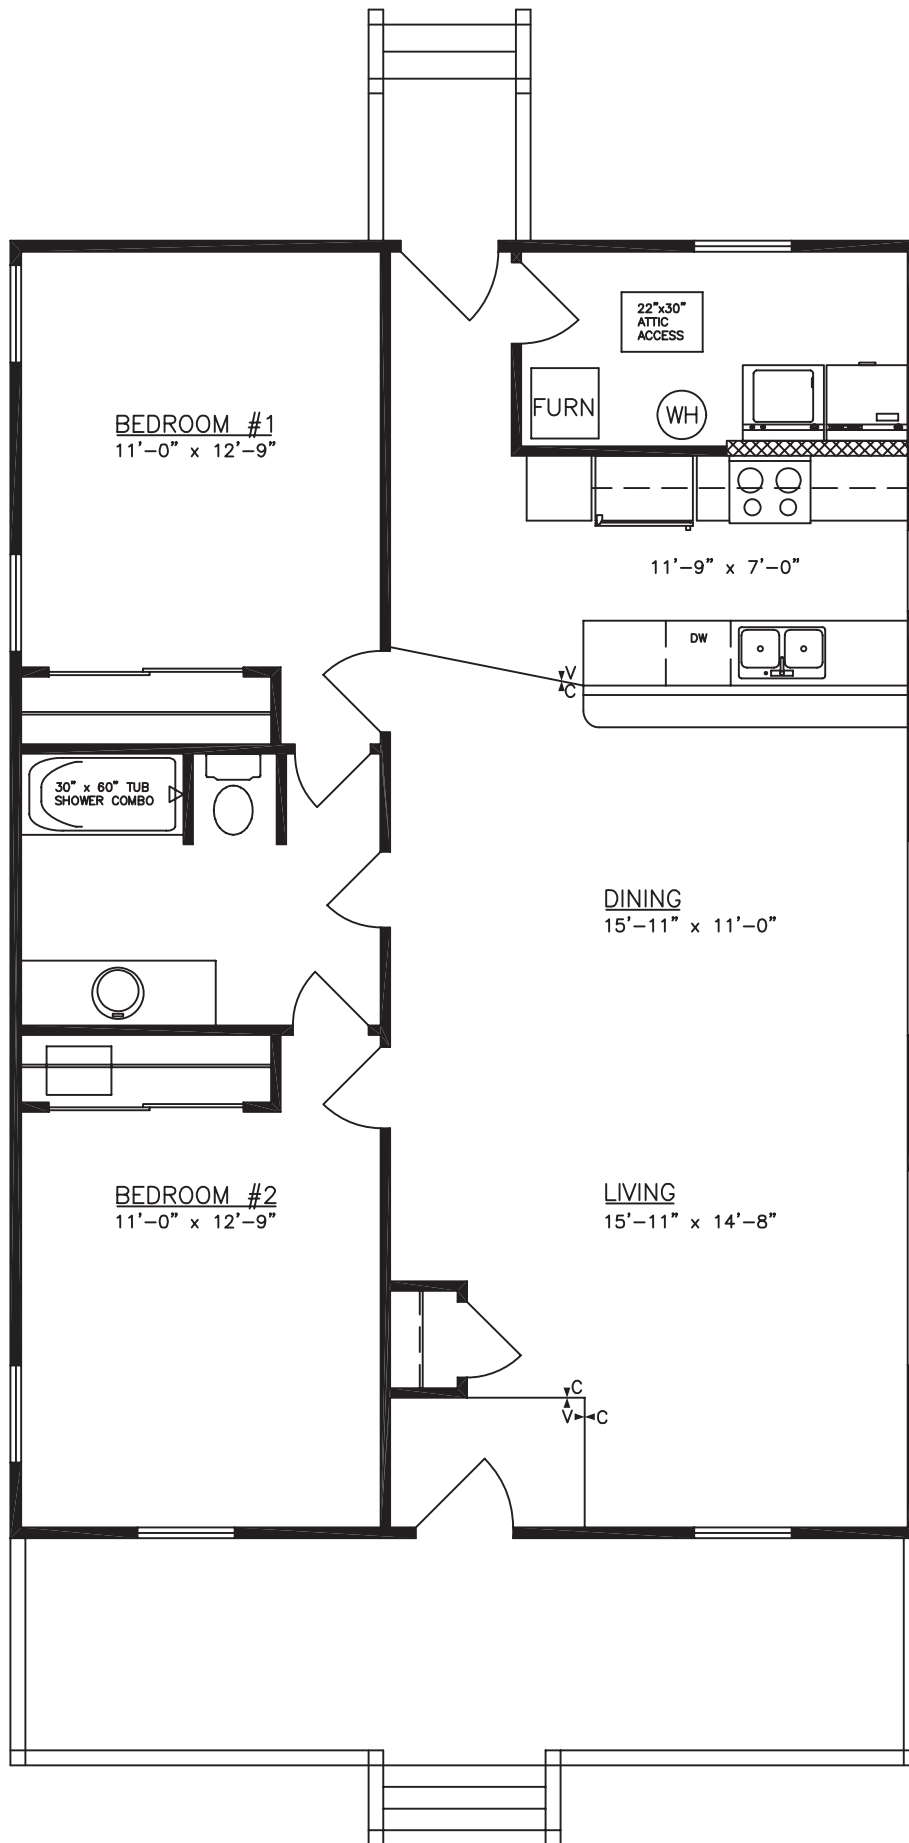 22"x30"
ATTIC
ACCESS
FURN
WH
BEDROOM #1
11'-0" x 12'-9"
11'-9" x 7'-0"
DW
V
C
30" x 60" TUB
SHOWER COMBO
DINING
15'-11" x 11'-0"
BEDROOM #2
11'-0" x 12'-9"
LIVING
15'-11" x 14'-8"
C
V C